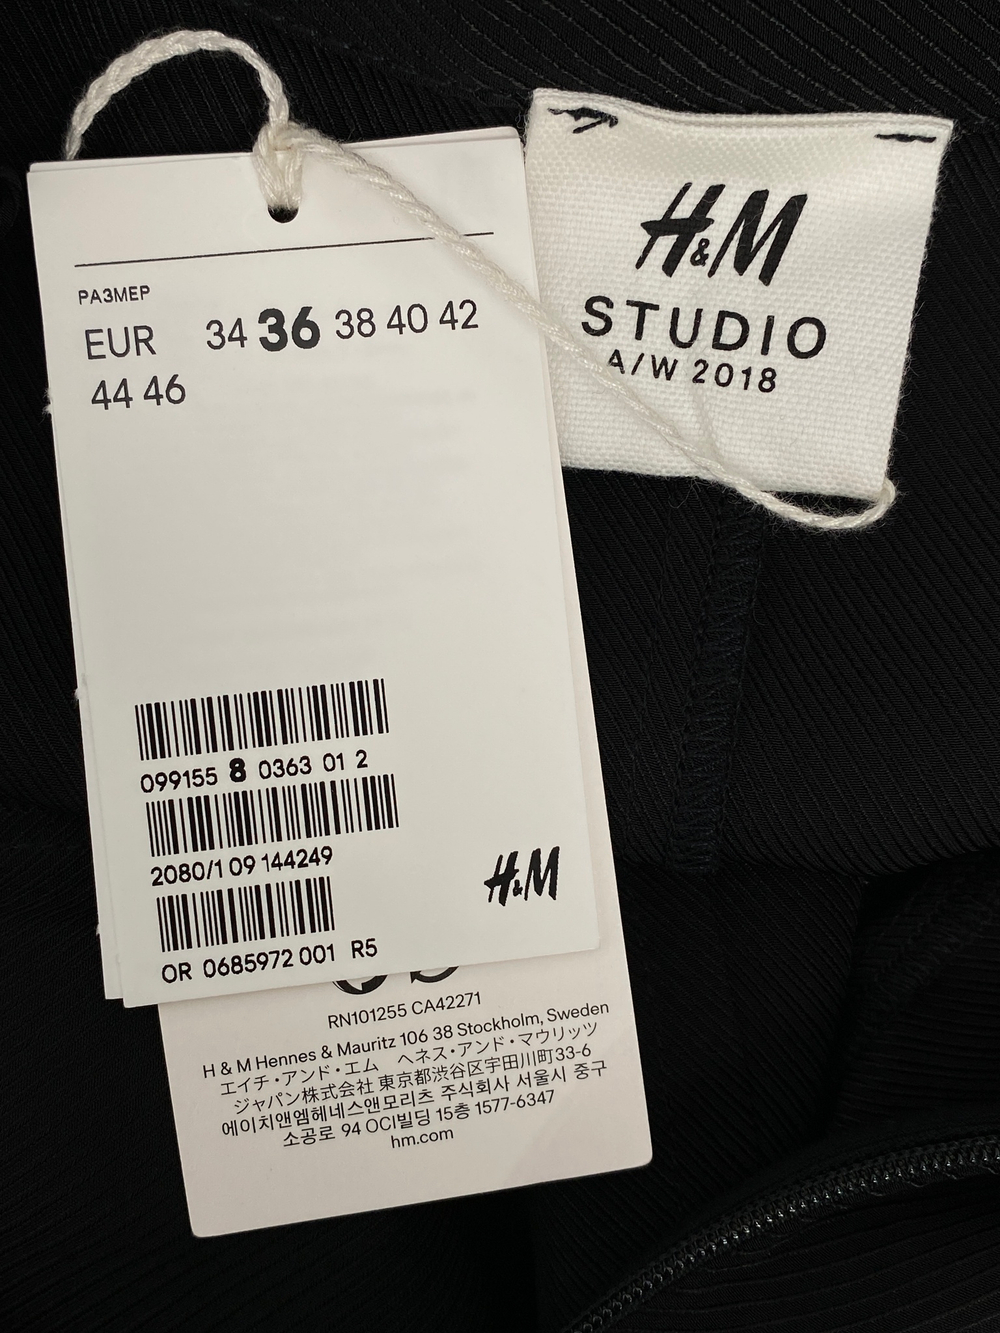 РАЗМЕР
EUR 34 36 38 40 42
44 46
099155 8 0363 01 2
2080/1 09 144249
OR 0685972 001 R5
H&M
H&M
STUDIO
A/W 2018
RN101255 CA42271
H & M Hennes & Mauritz 106 38 Stockholm, Sweden
エイチ・アンド・エム ヘネス・アンド・マウリッツ
ジャパン株式会社 東京都渋谷区宇田川町33-6
에이치앤엠헤네스앤모리츠 주식회사 서울시 중구
소공로 94 OCI빌딩 15층 1577-6347
hm.com